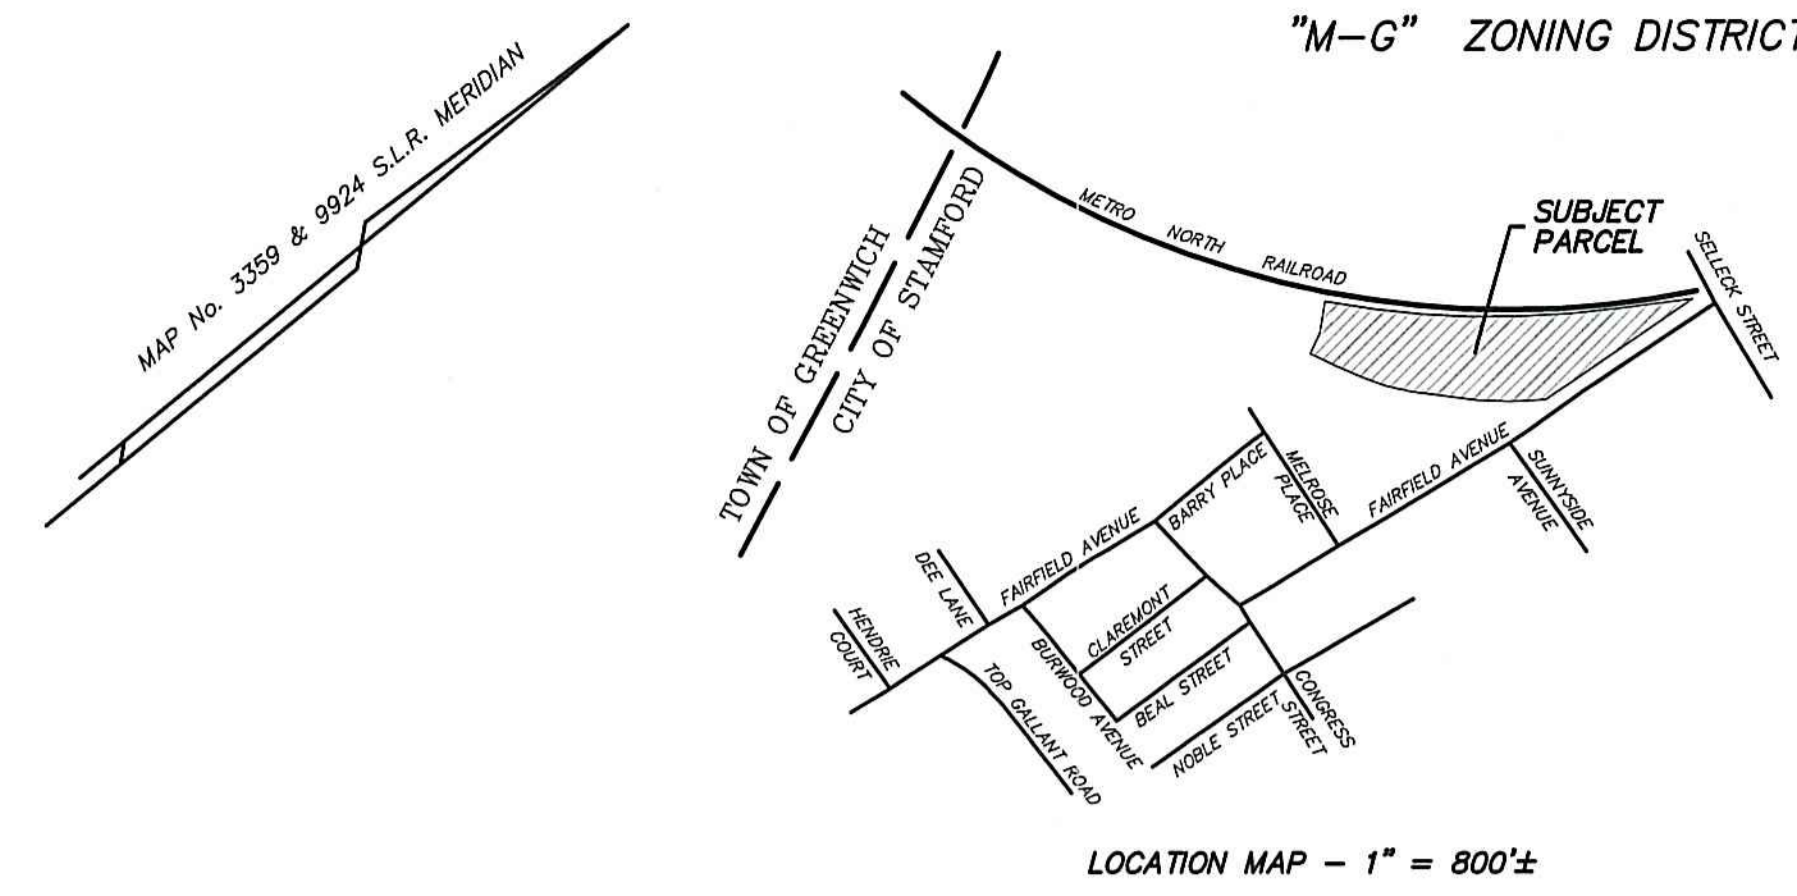 "M-G" ZONING DISTRICT
MAP No. 3359 & 9924 S.L.R. MERIDIAN
TOWN OF GREENWICH
CITY OF STAMFORD
METRO NORTH RAILROAD
SUBJECT
PARCEL
SELLECK STREET
FAIRFIELD AVENUE
SUNNYSIDE
AVENUE
MELROSE
PLACE
BARRY PLACE
FAIRFIELD AVENUE
DEE LANE
HENDRIE
COURT
CLAREMONT
STREET
BURWOOD AVENUE
BEAL STREET
TOP GALLANT ROAD
NOBLE STREET
CONGRESS
STREET
LOCATION MAP - 1" = 800'±